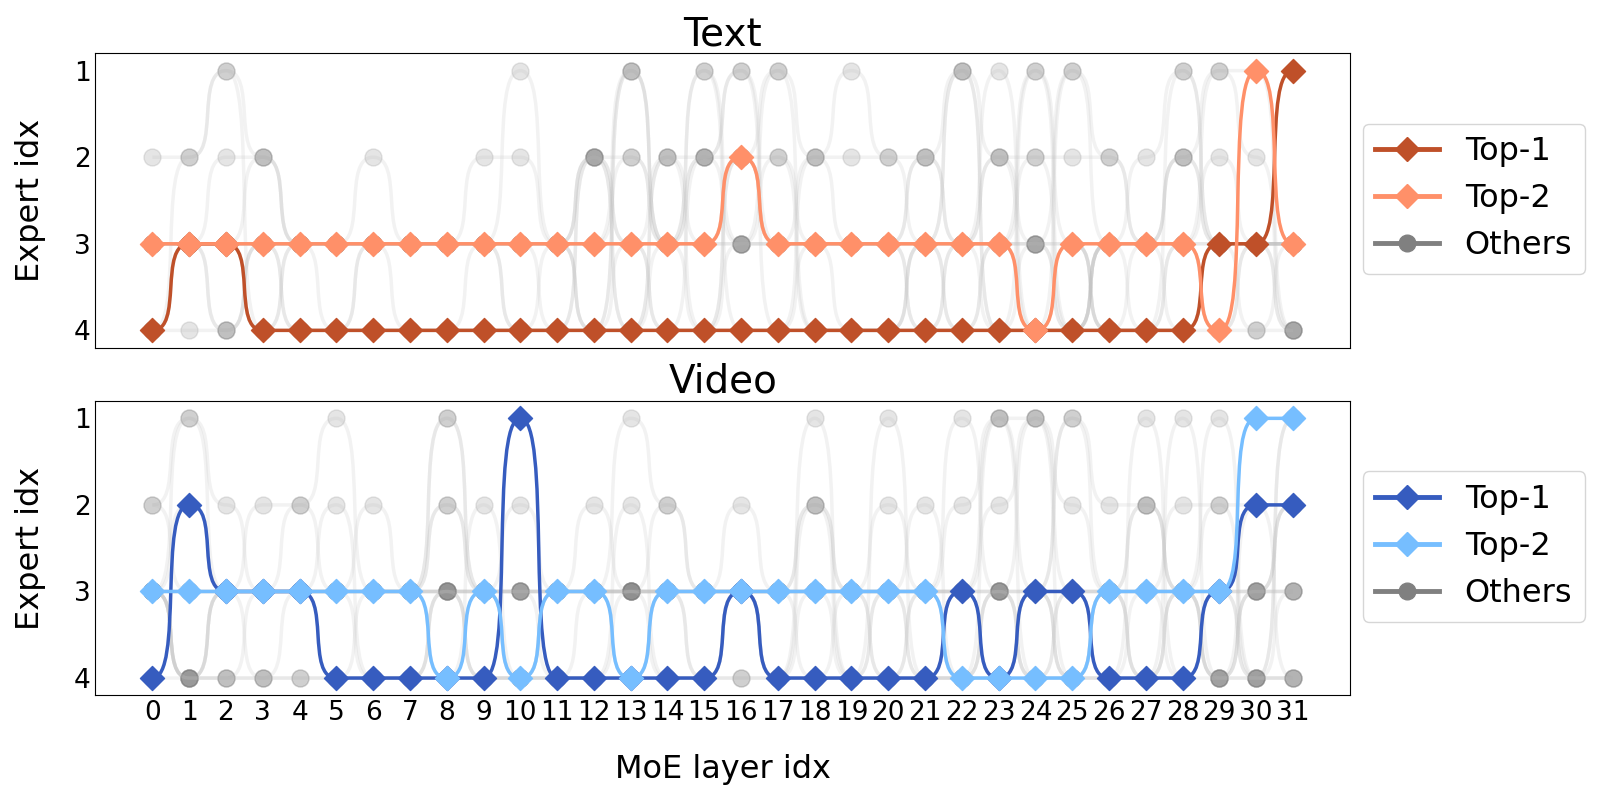 Text
Expert idx
1
2
3
4
Top-1
Top-2
Others
Video
Expert idx
1
2
3
4
Top-1
Top-2
Others
0 1 2 3 4 5 6 7 8 9 10 11 12 13 14 15 16 17 18 19 20 21 22 23 24 25 26 27 28 29 30 31
MoE layer idx